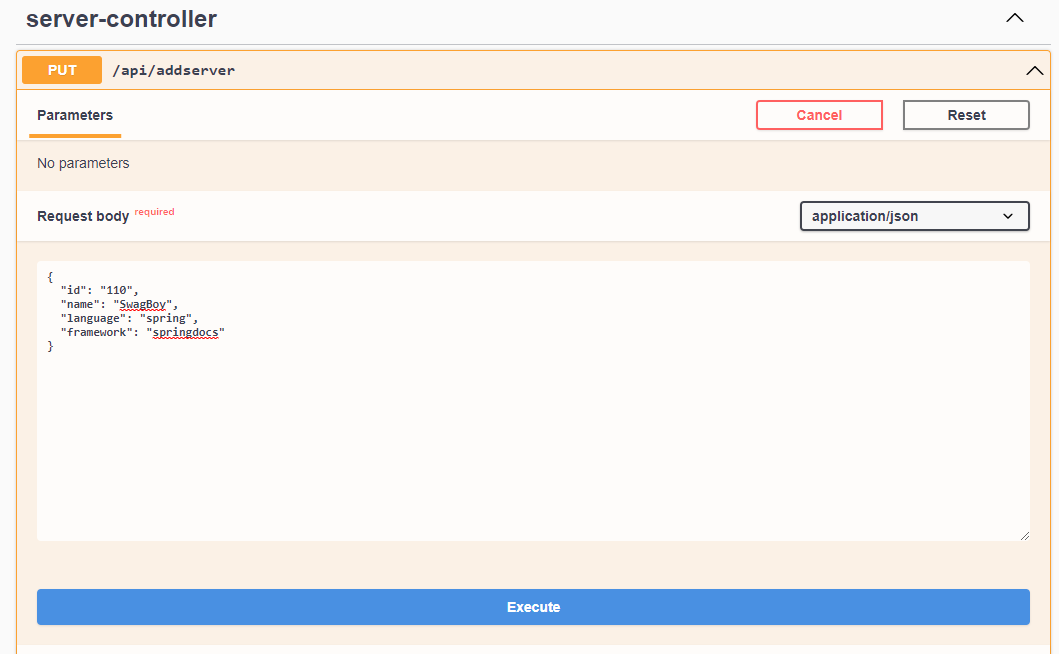 server-controller
PUT /api/addserver
Parameters Cancel Reset
No parameters
Request body required application/json
{
  "id": "110",
  "name": "SwagBoy",
  "language": "spring",
  "framework": "springdocs"
}
Execute